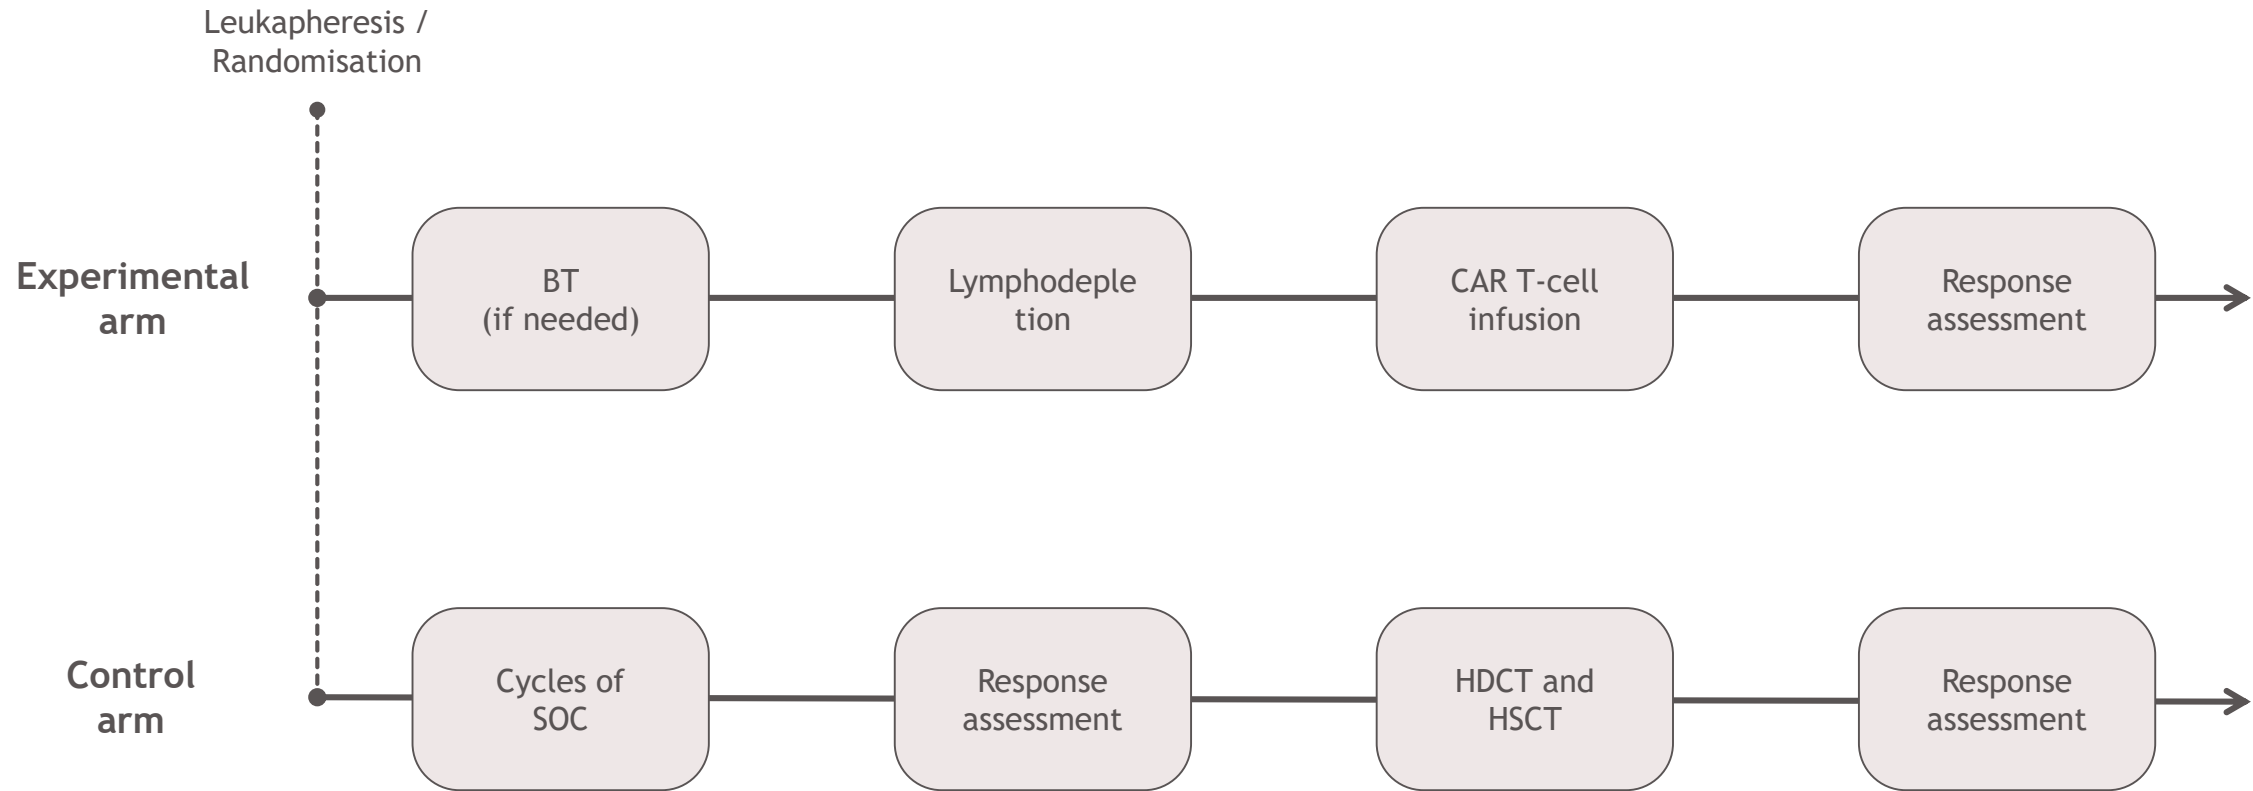 Leukapheresis /
Randomisation
Experimental
arm
BT
(if needed)
Lymphodeple
tion
CAR T-cell
infusion
Response
assessment
Control
arm
Cycles of
SOC
Response
assessment
HDCT and
HSCT
Response
assessment